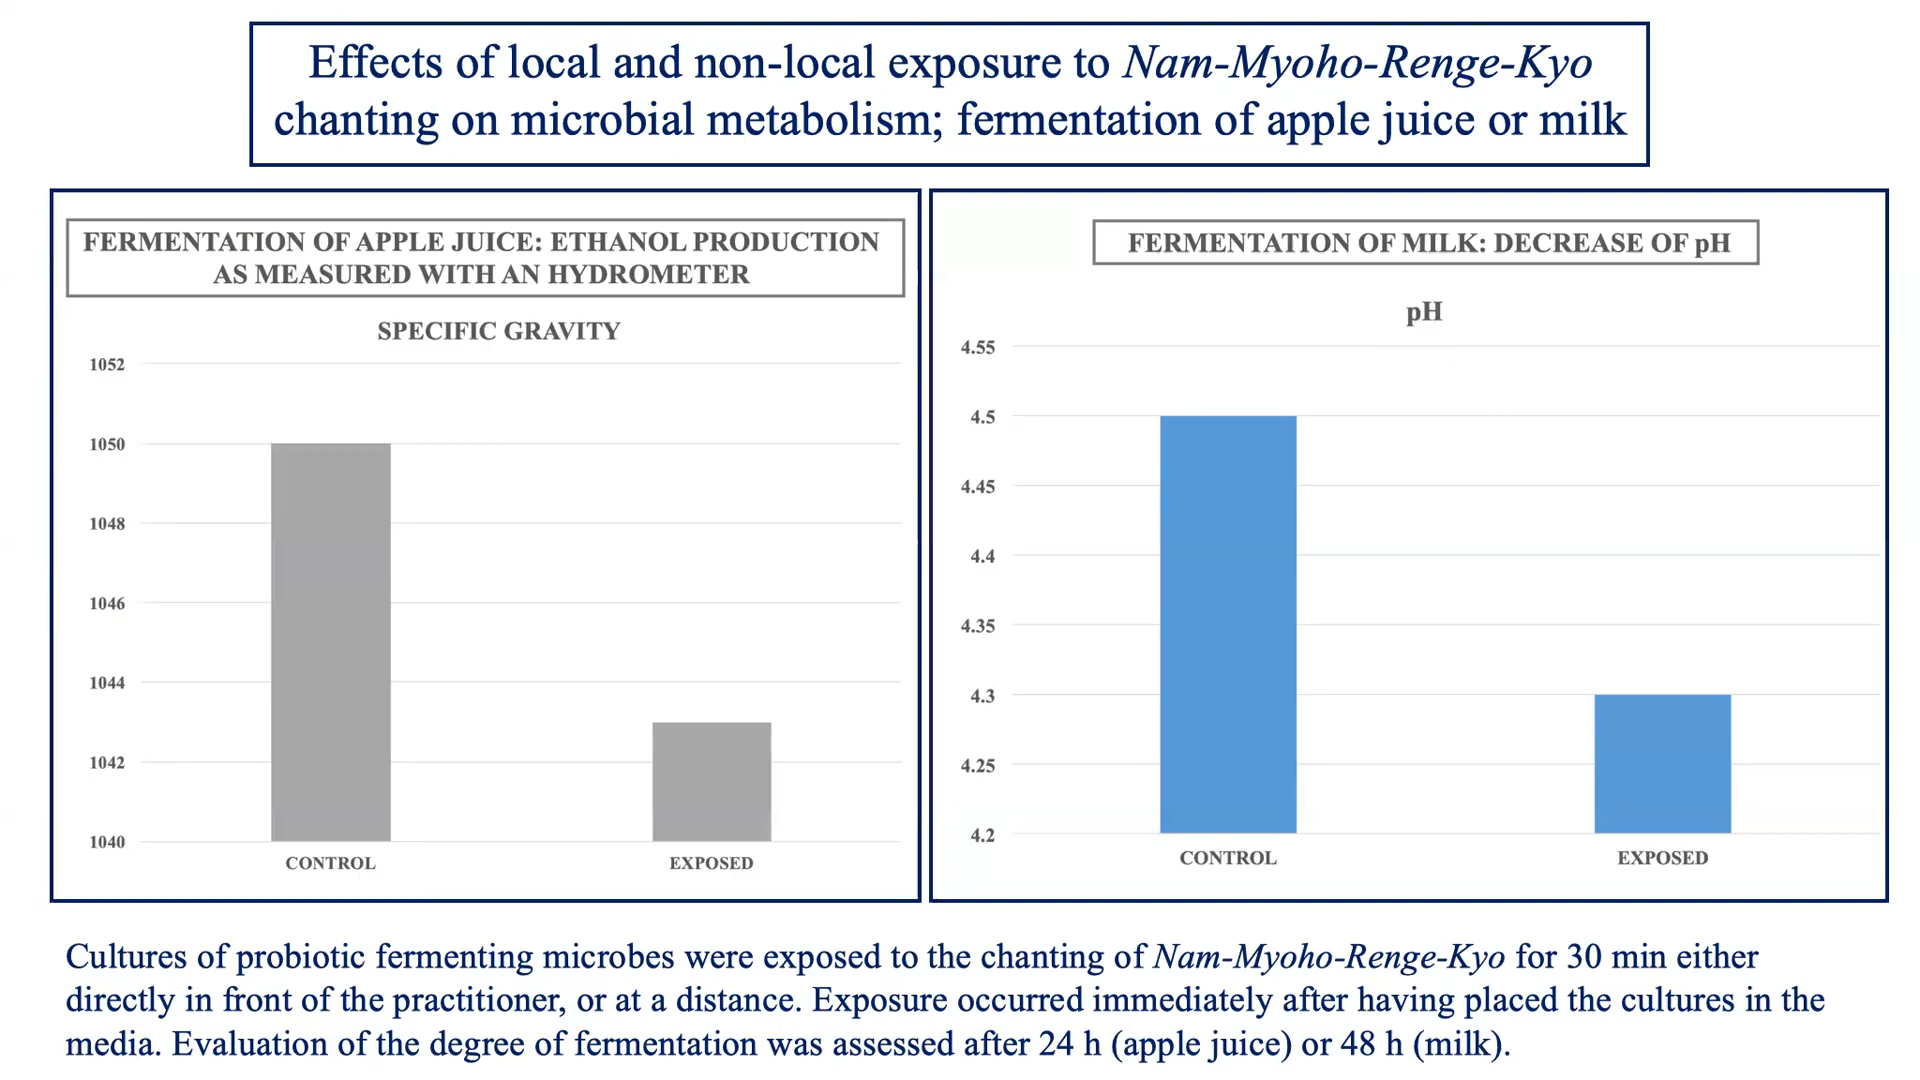 Effects of local and non-local exposure to Nam-Myoho-Renge-Kyo
chanting on microbial metabolism; fermentation of apple juice or milk
FERMENTATION OF APPLE JUICE: ETHANOL PRODUCTION
AS MEASURED WITH AN HYDROMETER
SPECIFIC GRAVITY
1052
1050
1048
1046
1044
1042
1040
CONTROL
EXPOSED
FERMENTATION OF MILK: DECREASE OF pH
pH
4.55
4.5
4.45
4.4
4.35
4.3
4.25
4.2
CONTROL
EXPOSED
Cultures of probiotic fermenting microbes were exposed to the chanting of Nam-Myoho-Renge-Kyo for 30 min either
directly in front of the practitioner, or at a distance. Exposure occurred immediately after having placed the cultures in the
media. Evaluation of the degree of fermentation was assessed after 24 h (apple juice) or 48 h (milk).